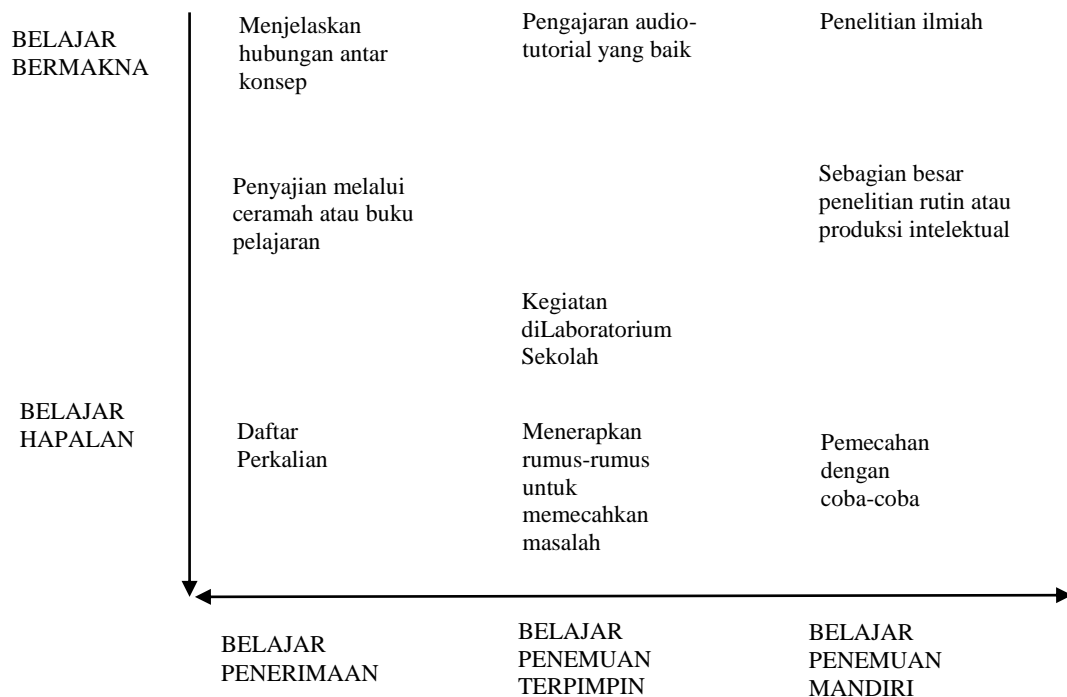 BELAJAR
BERMAKNA
Menjelaskan
hubungan antar
konsep
Pengajaran audio-
tutorial yang baik
Penelitian ilmiah
Penyajian melalui
ceramah atau buku
pelajaran
Sebagian besar
penelitian rutin atau
produksi intelektual
Kegiatan
diLaboratorium
Sekolah
BELAJAR
HAPALAN
Daftar
Perkalian
Menerapkan
rumus-rumus
untuk
memecahkan
masalah
Pemecahan
dengan
coba-coba
BELAJAR
PENERIMAAN
BELAJAR
PENEMUAN
TERPIMPIN
BELAJAR
PENEMUAN
MANDIRI